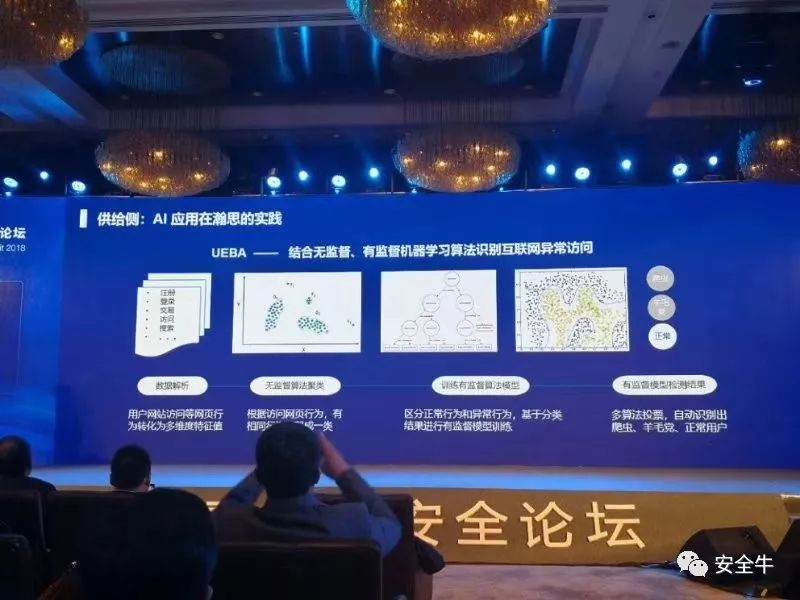 论坛
it 2018
供给侧：AI 应用在瀚思的实践
UEBA —— 结合无监督、有监督机器学习算法识别互联网异常访问
• 注册
• 登录
• 交易
• 访问
• 搜索
• • • •
Y
X
爬虫
羊毛党
正常
数据解析
用户网站访问等网页行
为转化为多维度特征值
无监督算法聚类
根据访问网页行为，有
相同
成一类
训练有监督算法模型
区分正常行为和异常行为，基于分类
结果进行有监督模型训练
有监督模型检测结果
多算法投票，自动识别出
爬虫、羊毛党、正常用户
安全论坛
安全牛